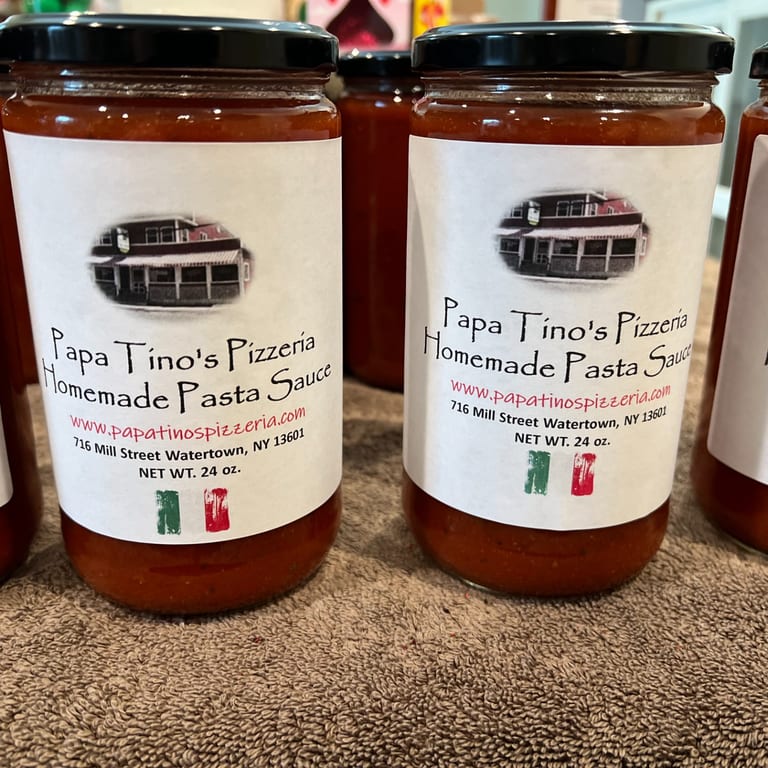 Papa Tino's Pizzeria
Homemade Pasta Sauce
www.papatinospizzeria.com
716 Mill Street Watertown, NY 13601
NET WT. 24 oz.
Papa Tino's Pizzeria
Homemade Pasta Sauce
www.papatinospizzeria.com
716 Mill Street Watertown, NY 13601
NET WT. 24 oz.